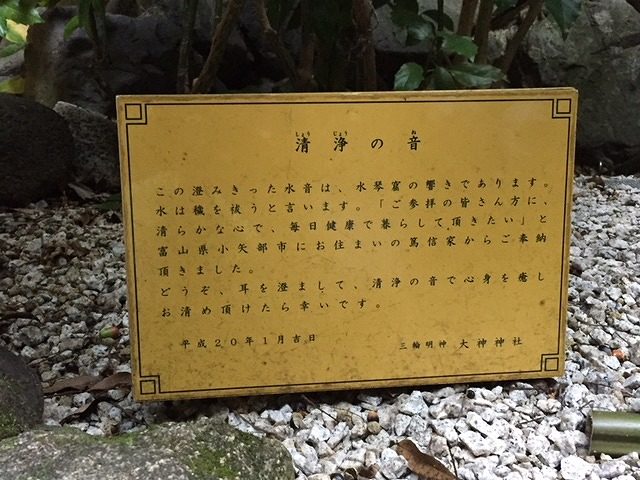 しょう じょう ね
清浄の音
この澄みきった水音は、水琴窟の響きであります。
水は穢を祓うと言います。「ご参拝の皆さん方に、
清らかな心で、毎日健康で暮らして頂きたい」と
富山県小矢部市にお住まいの篤信家からご奉納
頂きました。
どうぞ、耳を澄まして、清浄の音で心身を癒し
お清め頂けたら幸いです。
平成20年1月吉日 三輪明神 大神神社